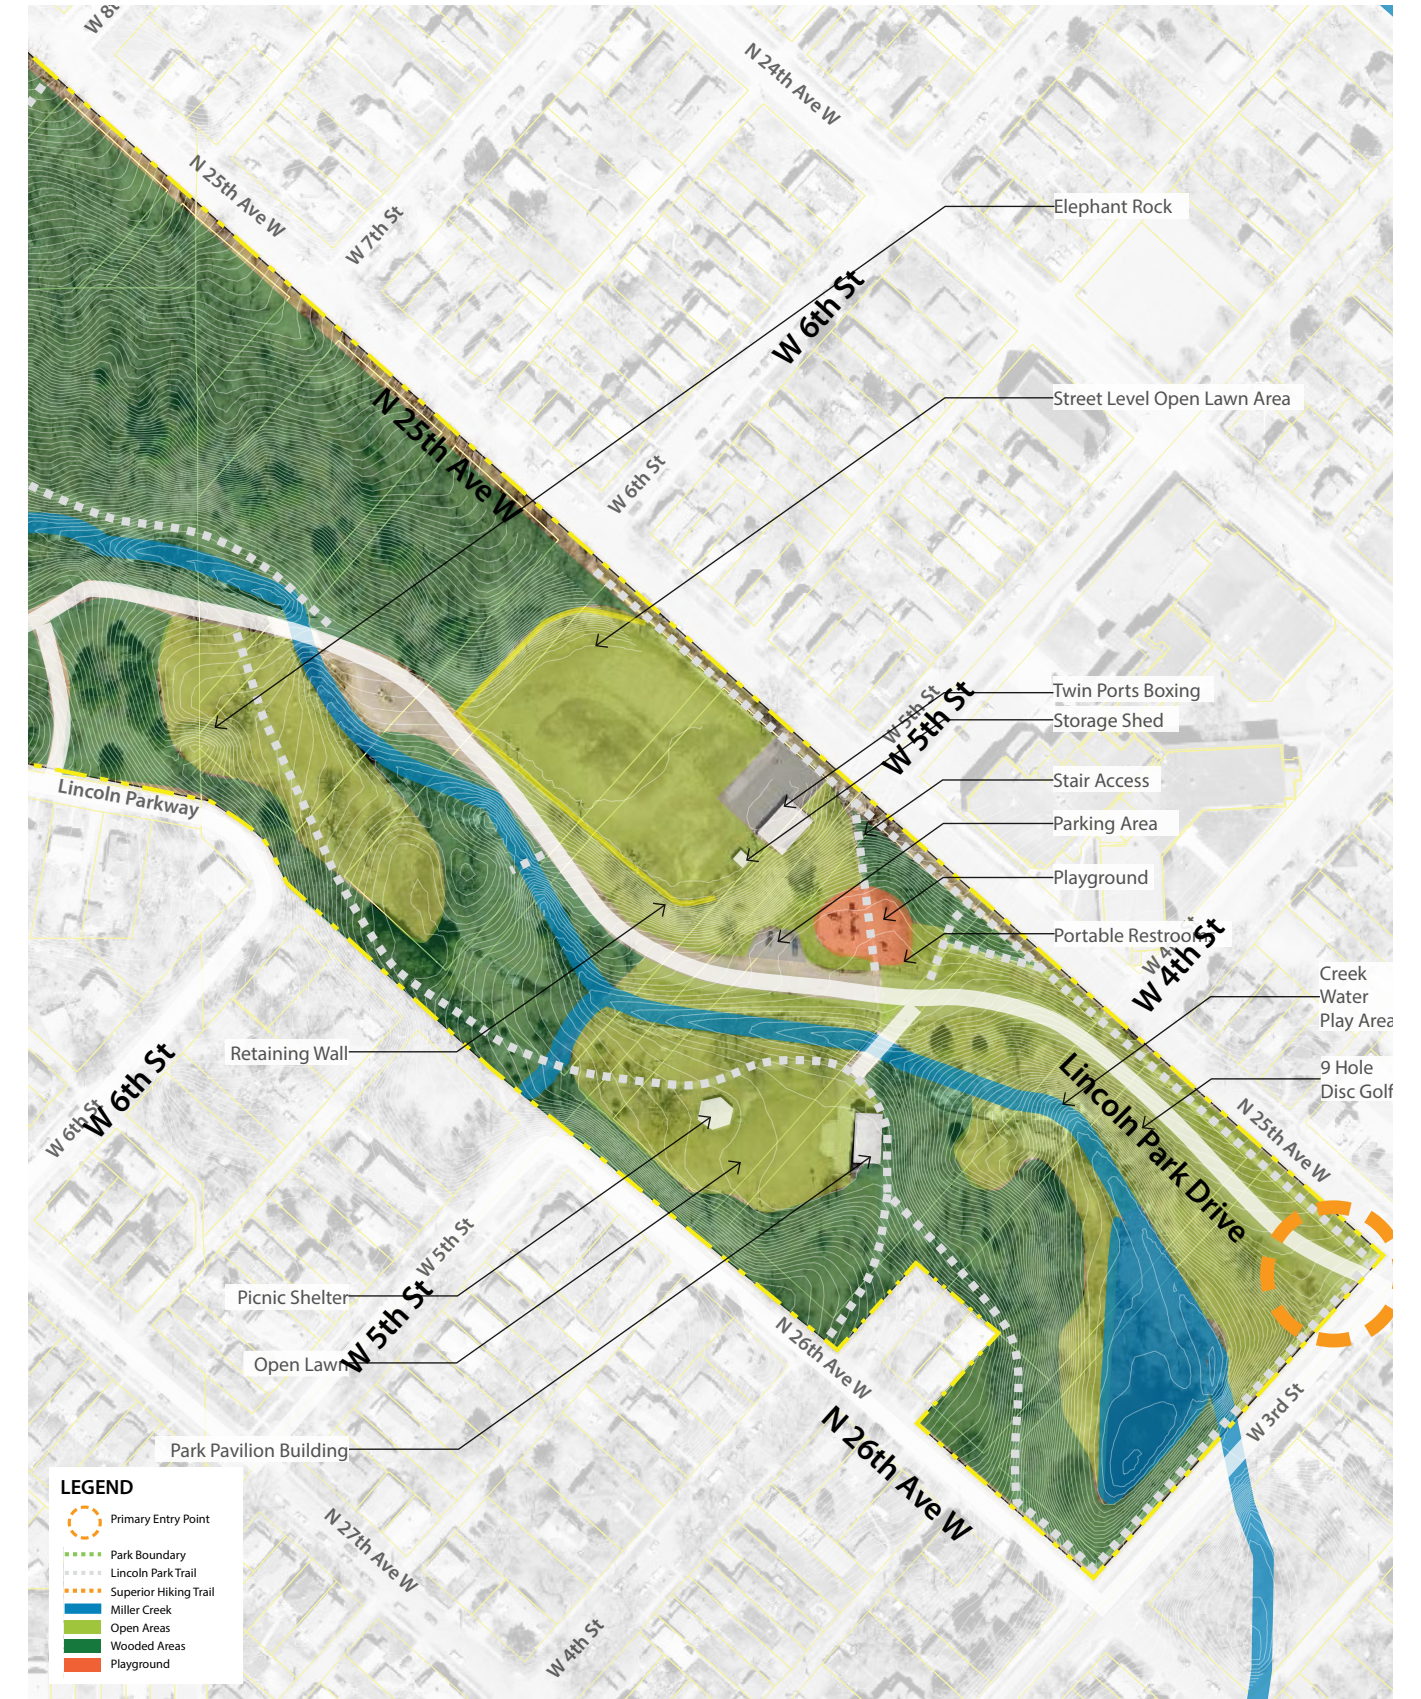 W 8t
N 24th Ave W
N 25th Ave W
W 7th St
Elephant Rock
W 6th St
Street Level Open Lawn Area
N 25th Ave W
W 6th St
Twin Ports Boxing
W 5th St
W 5th St
Storage Shed
Stair Access
Lincoln Parkway
Parking Area
Playground
Portable Restroom
W 4
W 4th St
Creek
Water
Play Area
Retaining Wall
9 Hole
Disc Golf
W 6th St
W 6th St
Lincoln Park Drive
N 25th Ave W
W 5th St
Picnic Shelter
W 5th St
Open Lawn
N 26th Ave W
W 3rd St
Park Pavilion Building
N 26th Ave W
LEGEND
Primary Entry Point
Park Boundary
Lincoln Park Trail
Superior Hiking Trail
Miller Creek
Open Areas
Wooded Areas
Playground
N 27th Ave W
W 4th St